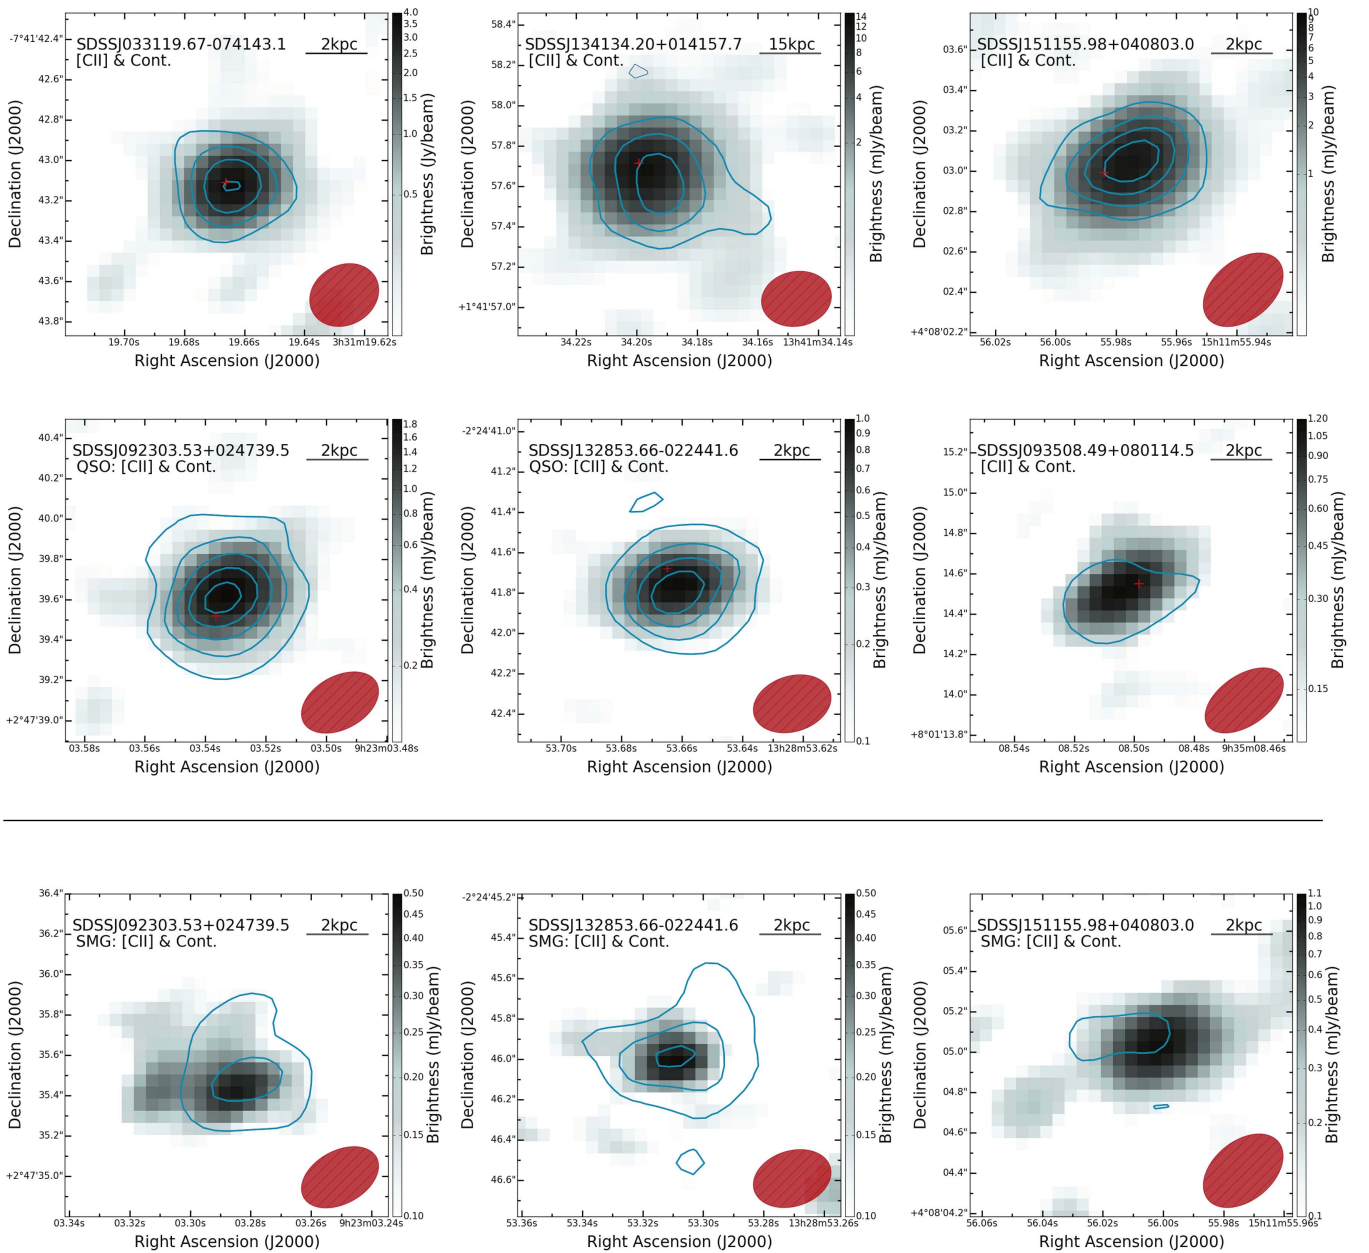 SDSSJ033119.67-074143.1 2kpc
[CII] & Cont.
-7°41'42.4"
42.6"
42.8"
43.0"
43.2"
43.4"
43.6"
43.8"
Declination (J2000)
19.70s 19.68s 19.66s 19.64s 3h31m19.62s
Right Ascension (J2000)
4.0
3.5
3.0
2.5
2.0
1.5
1.0
0.5
Brightness (Jy/beam)
SDSSJ134134.20+014157.7 15kpc
[CII] & Cont.
58.4"
58.2"
58.0"
57.8"
57.6"
57.4"
57.2"
+1°41'57.0"
Declination (J2000)
34.22s 34.20s 34.18s 34.16s 13h41m34.14s
Right Ascension (J2000)
14
12
10
8
6
4
2
Brightness (mJy/beam)
SDSSJ151155.98+040803.0 2kpc
[CII] & Cont.
03.6"
03.4"
03.2"
03.0"
02.8"
02.6"
02.4"
+4°08'02.2"
Declination (J2000)
56.02s 56.00s 55.98s 55.96s 15h11m55.94s
Right Ascension (J2000)
10
9
8
7
6
5
4
3
2
1
Brightness (mJy/beam)
SDSSJ092303.53+024739.5 2kpc
QSO: [CII] & Cont.
40.4"
40.2"
40.0"
39.8"
39.6"
39.4"
39.2"
+2°47'39.0"
Declination (J2000)
03.58s 03.56s 03.54s 03.52s 03.50s 9h23m03.48s
Right Ascension (J2000)
1.8
1.6
1.4
1.2
1.0
0.8
0.6
0.4
0.2
Brightness (mJy/beam)
SDSSJ132853.66-022441.6 2kpc
QSO: [CII] & Cont.
-2°24'41.0"
41.2"
41.4"
41.6"
41.8"
42.0"
42.2"
42.4"
Declination (J2000)
53.70s 53.68s 53.66s 53.64s 13h28m53.62s
Right Ascension (J2000)
1.0
0.9
0.8
0.7
0.6
0.5
0.4
0.3
0.2
0.1
Brightness (mJy/beam)
SDSSJ093508.49+080114.5 2kpc
[CII] & Cont.
15.2"
15.0"
14.8"
14.6"
14.4"
14.2"
14.0"
+8°01'13.8"
Declination (J2000)
08.54s 08.52s 08.50s 08.48s 9h35m08.46s
Right Ascension (J2000)
1.20
1.05
0.90
0.75
0.60
0.45
0.30
0.15
Brightness (mJy/beam)
SDSSJ092303.53+024739.5 2kpc
SMG: [CII] & Cont.
36.4"
36.2"
36.0"
35.8"
35.6"
35.4"
35.2"
+2°47'35.0"
Declination (J2000)
03.34s 03.32s 03.30s 03.28s 03.26s 9h23m03.24s
Right Ascension (J2000)
0.50
0.45
0.40
0.35
0.30
0.25
0.20
0.15
0.10
Brightness (mJy/beam)
SDSSJ132853.66-022441.6 2kpc
SMG: [CII] & Cont.
-2°24'45.2"
45.4"
45.6"
45.8"
46.0"
46.2"
46.4"
46.6"
Declination (J2000)
53.36s 53.34s 53.32s 53.30s 53.28s 13h28m53.26s
Right Ascension (J2000)
0.50
0.45
0.40
0.35
0.30
0.25
0.20
0.15
0.10
Brightness (mJy/beam)
SDSSJ151155.98+040803.0 2kpc
SMG: [CII] & Cont.
05.6"
05.4"
05.2"
05.0"
04.8"
04.6"
04.4"
+4°08'04.2"
Declination (J2000)
56.06s 56.04s 56.02s 56.00s 55.98s 15h11m55.96s
Right Ascension (J2000)
1.1
1.0
0.9
0.8
0.7
0.6
0.5
0.4
0.3
0.2
0.1
Brightness (mJy/beam)